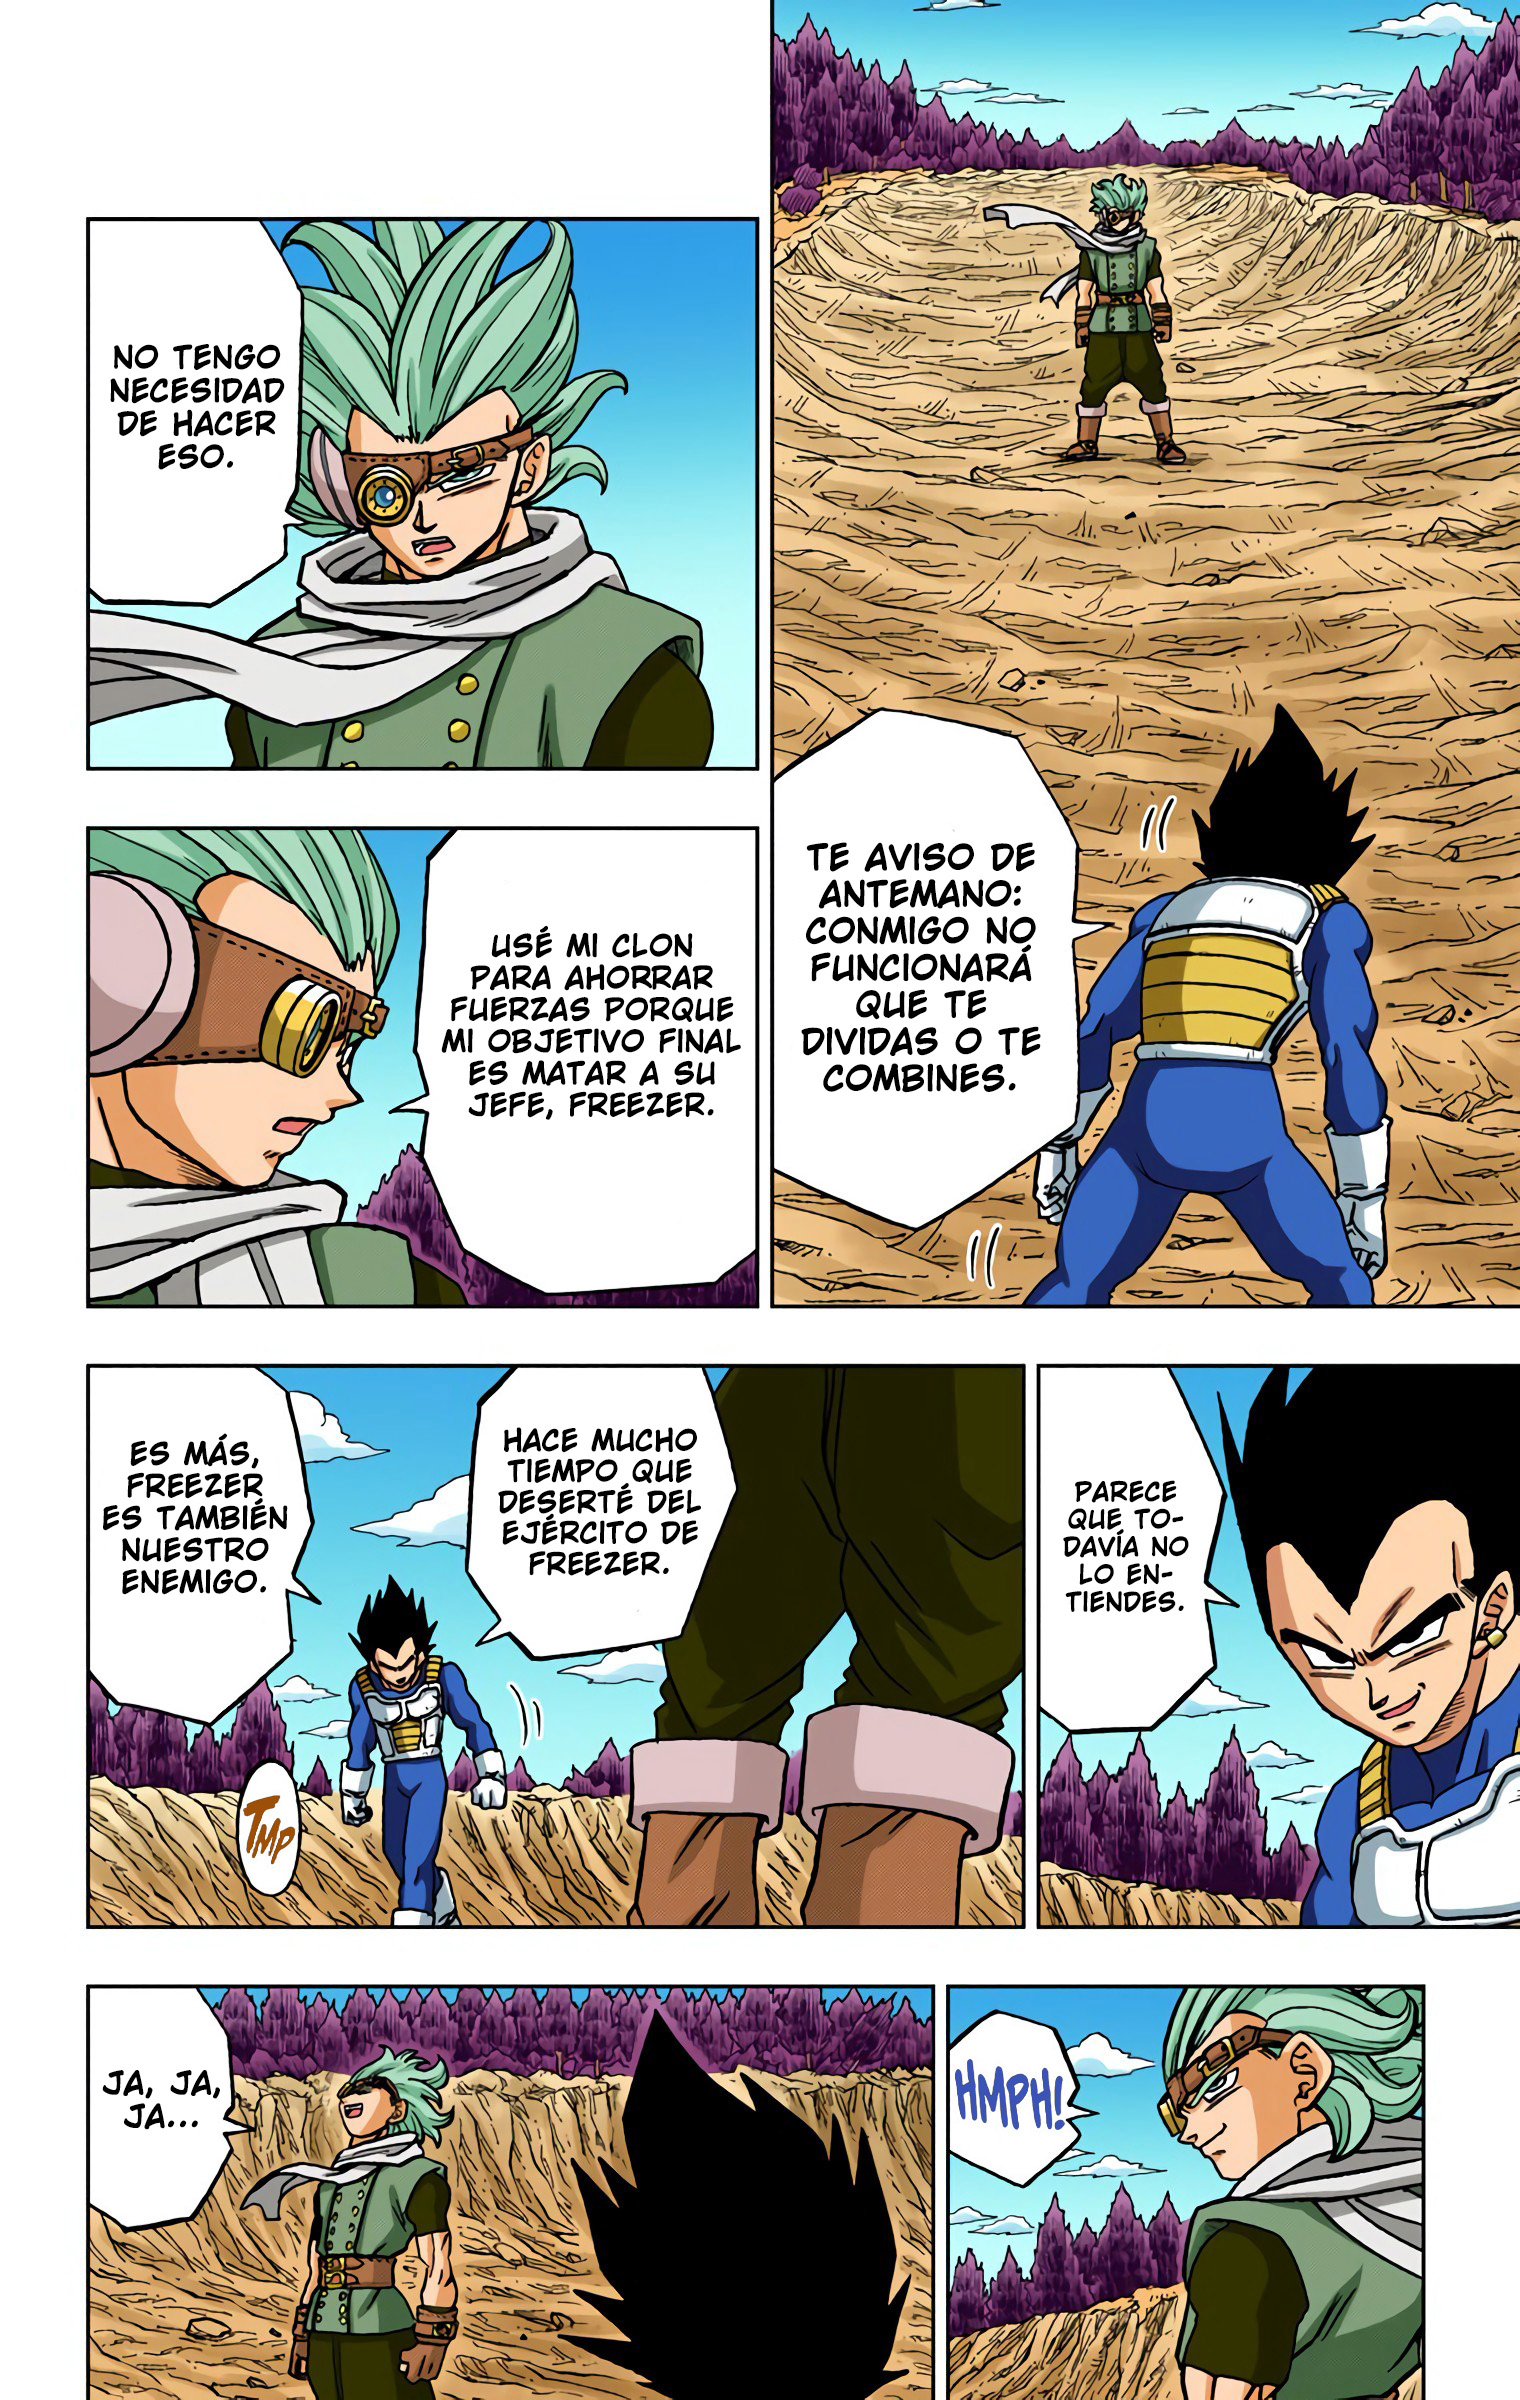 TE AVISO DE
ANTEMANO:
CONMIGO NO
FUNCIONARÁ
QUE TE
DIVIDAS O TE
COMBINES.
NO TENGO
NECESIDAD
DE HACER
ESO.
USÉ MI CLON
PARA AHORRAR
FUERZAS PORQUE
MI OBJETIVO FINAL
ES MATAR A SU
JEFE, FREEZER.
PARECE
QUE TO-
DAVÍA NO
LO EN-
TIENDES.
HACE MUCHO
TIEMPO QUE
DESERTÉ DEL
EJÉRCITO DE
FREEZER.
ES MÁS,
FREEZER
ES TAMBIÉN
NUESTRO
ENEMIGO.
TMP
HMPH!
JA, JA,
JA...